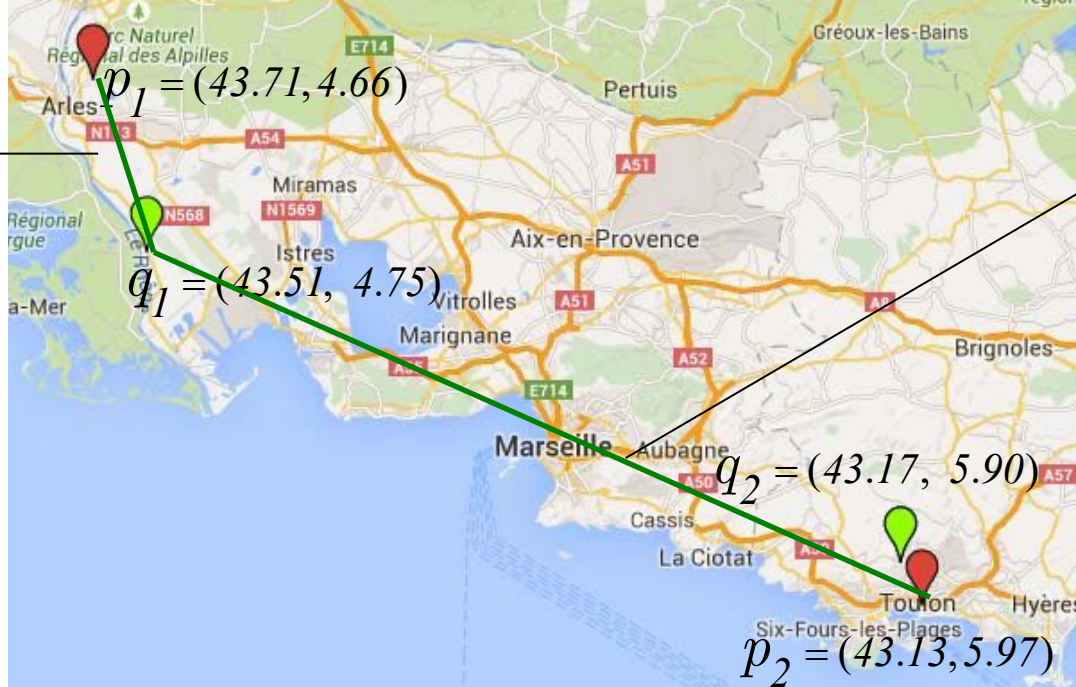 Gréoux-les-Bains
Parc Naturel
Régional des Alpilles
E714
p1 = (43.71, 4.66)
Pertuis
Arles
N113
A54
A51
Miramas
N568
N1569
Régional
Aix-en-Provence
Istres
q1 = (43.51, 4.75)
Vitrolles
A51
A8
a-Mer
Marignane
Brignoles
A52
E714
Marseille
Aubagne
q2 = (43.17, 5.90)
A57
A50
Cassis
La Ciotat
Toulon
Hyères
Six-Fours-les-Plages
p2 = (43.13, 5.97)